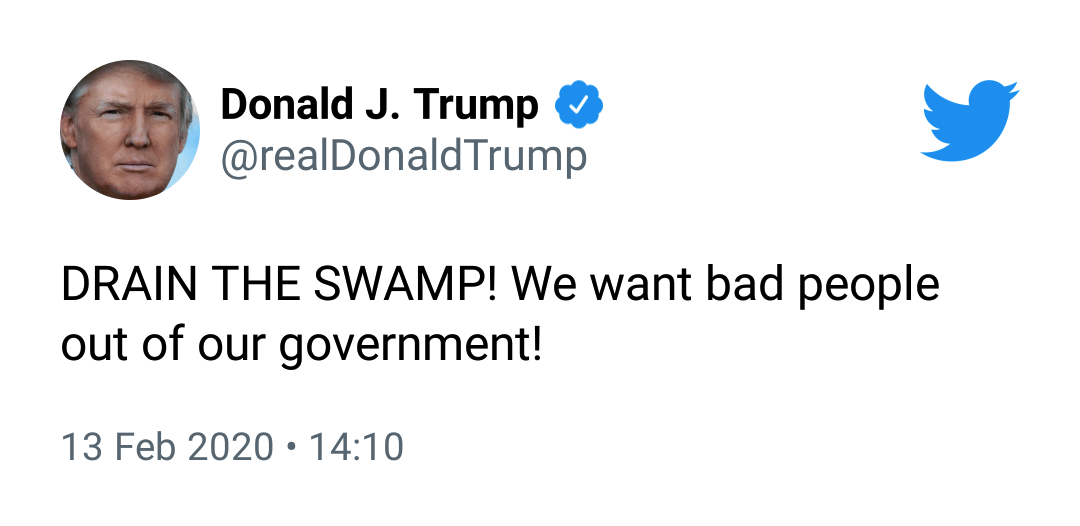 Donald J. Trump
@realDonaldTrump
DRAIN THE SWAMP! We want bad people
out of our government!
13 Feb 2020 • 14:10